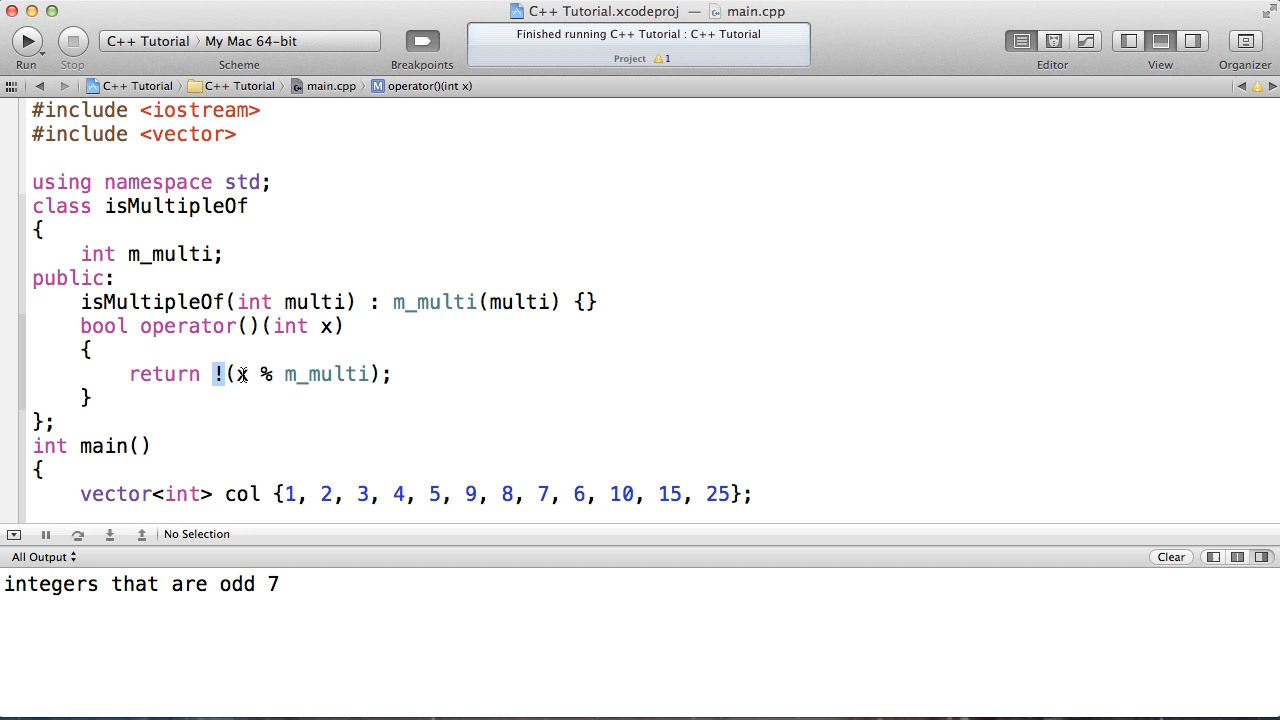 C++ Tutorial.xcodeproj — main.cpp
Finished running C++ Tutorial : C++ Tutorial
Project 1
C++ Tutorial My Mac 64-bit
Run Stop Scheme Breakpoints Editor View Organizer
C++ Tutorial C++ Tutorial main.cpp M operator()(int x)
#include <iostream>
#include <vector>
using namespace std;
class isMultipleOf
{
int m_multi;
public:
isMultipleOf(int multi) : m_multi(multi) {}
bool operator()(int x)
{
return !(x % m_multi);
}
};
int main()
{
vector<int> col {1, 2, 3, 4, 5, 9, 8, 7, 6, 10, 15, 25};
No Selection
All Output Clear
integers that are odd 7